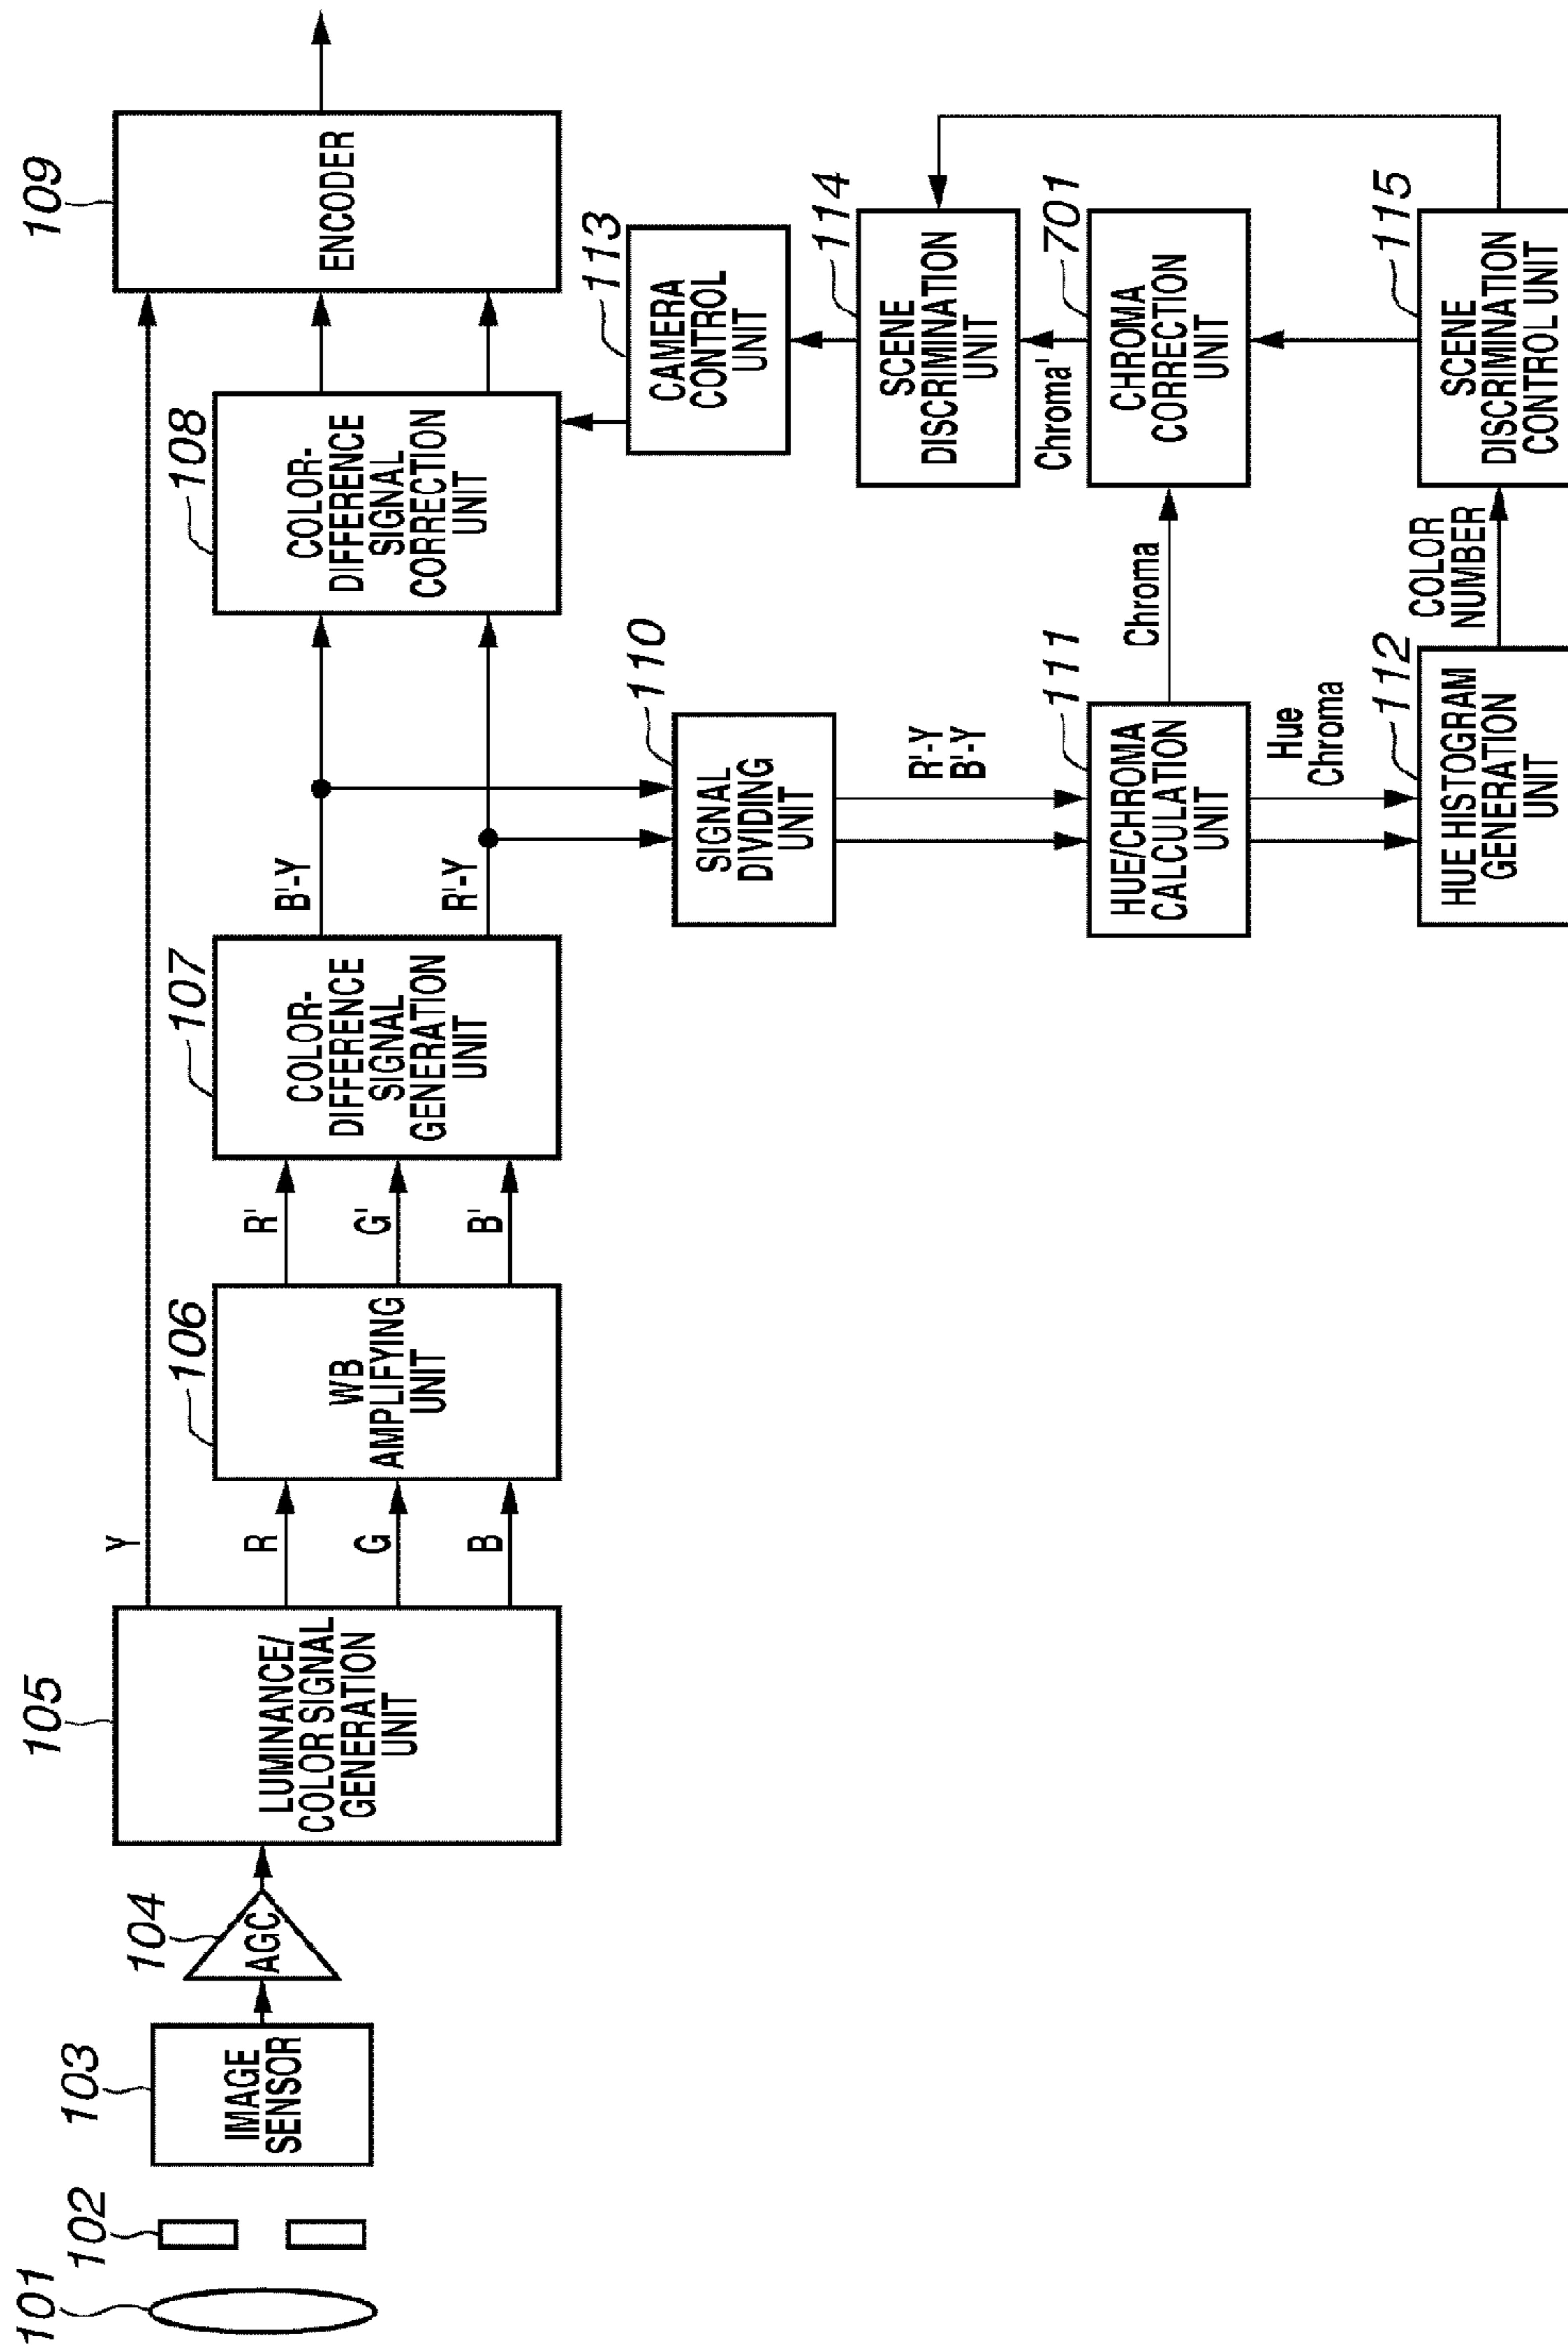 101
102
103
IMAGE
SENSOR
104
AGC
105
LUMINANCE/
COLOR SIGNAL
GENERATION
UNIT
Y
R
G
B
106
WB
AMPLIFYING
UNIT
R'
G'
B'
107
COLOR-
DIFFERENCE
SIGNAL
GENERATION
UNIT
B'-Y
R'-Y
108
COLOR-
DIFFERENCE
SIGNAL
CORRECTION
UNIT
109
ENCODER
110
SIGNAL
DIVIDING
UNIT
R'-Y
B'-Y
113
CAMERA
CONTROL
UNIT
114
SCENE
DISCRIMINATION
UNIT
Chroma'
111
HUE/CHROMA
CALCULATION
UNIT
Chroma
701
CHROMA
CORRECTION
UNIT
Hue
Chroma
112
HUE HISTOGRAM
GENERATION
UNIT
COLOR
NUMBER
115
SCENE
DISCRIMINATION
CONTROL UNIT